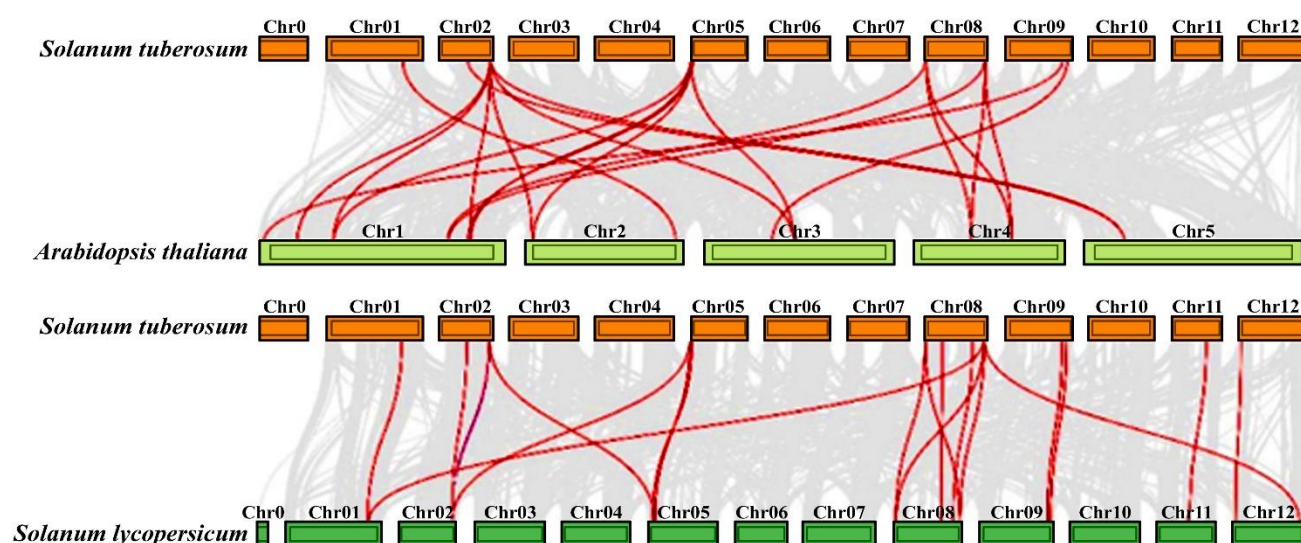 Chr0 Chr01 Chr02 Chr03 Chr04 Chr05 Chr06 Chr07 Chr08 Chr09 Chr10 Chr11 Chr12
Solanum tuberosum
Chr1 Chr2 Chr3 Chr4 Chr5
Arabidopsis thaliana
Chr0 Chr01 Chr02 Chr03 Chr04 Chr05 Chr06 Chr07 Chr08 Chr09 Chr10 Chr11 Chr12
Solanum tuberosum
Chr0 Chr01 Chr02 Chr03 Chr04 Chr05 Chr06 Chr07 Chr08 Chr09 Chr10 Chr11 Chr12
Solanum lycopersicum